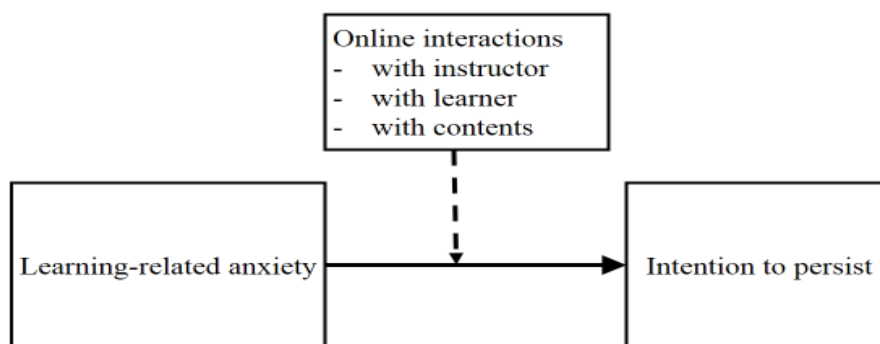 Online interactions
- with instructor
- with learner
- with contents
Learning-related anxiety
Intention to persist